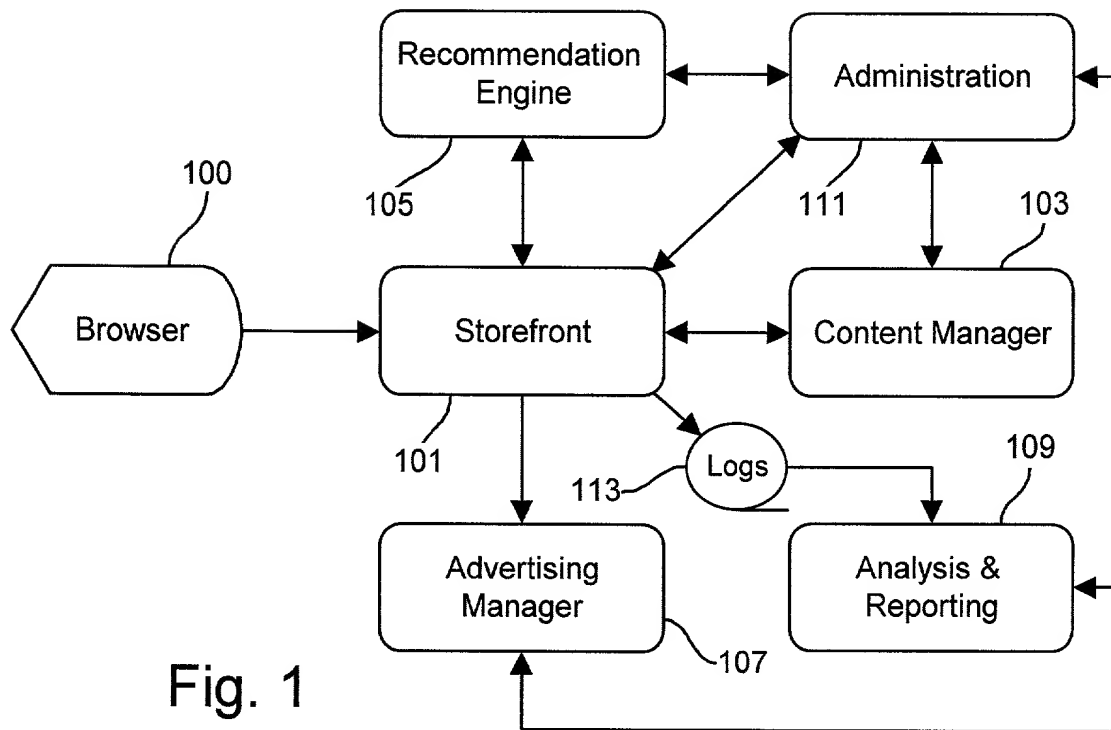 Recommendation
Engine
Administration
100
105
111
103
Browser
Storefront
Content Manager
101
113
Logs
109
Advertising
Manager
Analysis &
Reporting
107
Fig. 1